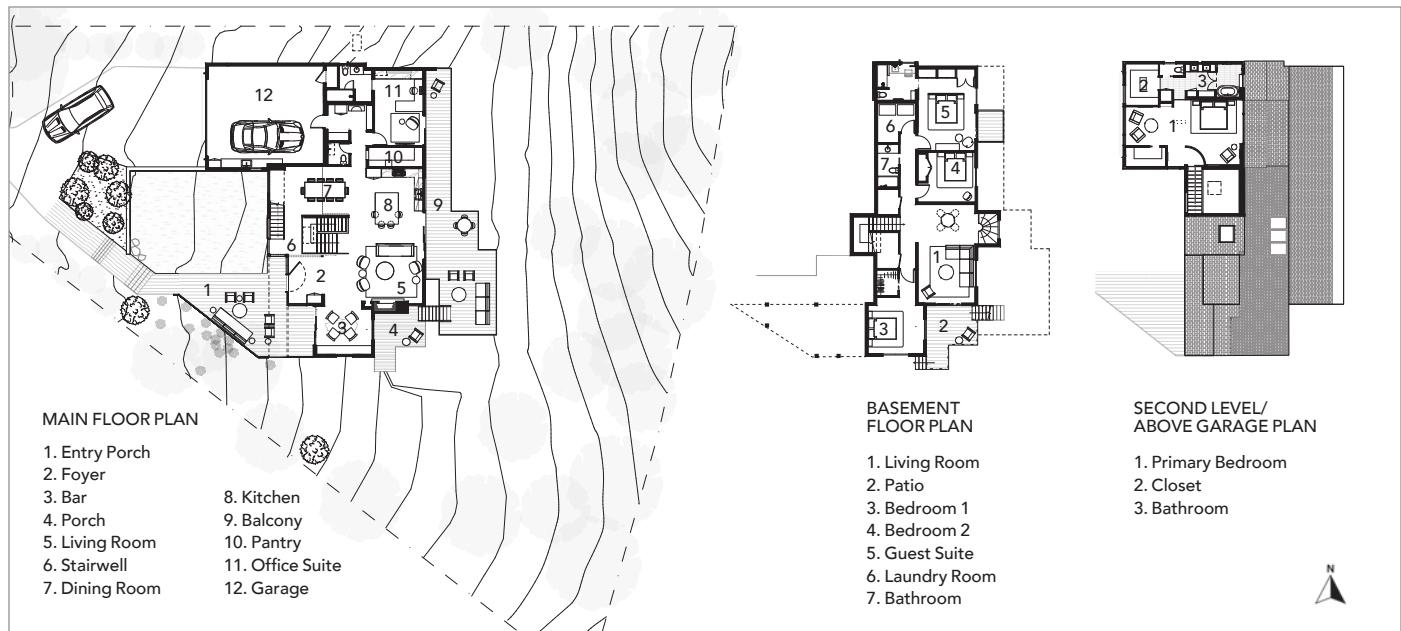 12
11
10
7
8
9
6
2
5
1
3
4
5
6
7
4
1
3
2
2
3
1
MAIN FLOOR PLAN
1. Entry Porch
2. Foyer
3. Bar
4. Porch
5. Living Room
6. Stairwell
7. Dining Room
8. Kitchen
9. Balcony
10. Pantry
11. Office Suite
12. Garage
BASEMENT
FLOOR PLAN
1. Living Room
2. Patio
3. Bedroom 1
4. Bedroom 2
5. Guest Suite
6. Laundry Room
7. Bathroom
SECOND LEVEL/
ABOVE GARAGE PLAN
1. Primary Bedroom
2. Closet
3. Bathroom
N